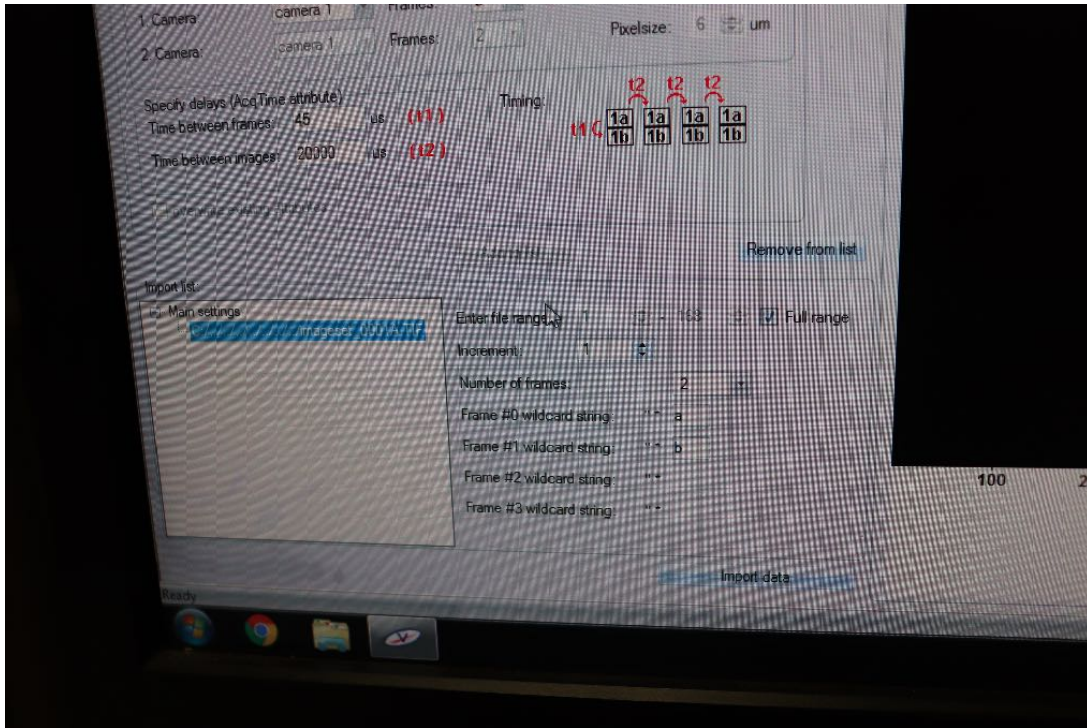 1. Camera: camera 1 Frames
2. Camera: camera 1 Frames: 2 Pixelsize: 6 um
Specify delays (AcqTime attribute)
Time between frames: 45 us (t1)
Time between images: 20000 us (t2)
Timing:
t2 t2 t2
1a 1a 1a 1a
t1
1b 1b 1b 1b
Remove from list
Import list:
Main settings
Enter file range: 1 168 Full range
Increment: 1
Number of frames: 2
Frame #0 wildcard string: "*" a
Frame #1 wildcard string: "*" b
Frame #2 wildcard string: "*"
Frame #3 wildcard string: "*"
100 2
Import data
Ready